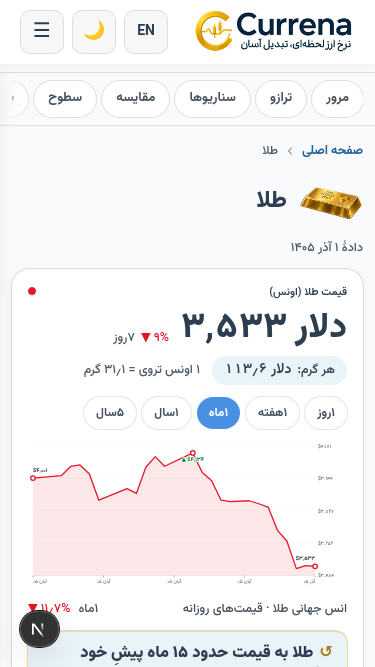 Currena
نرخ ارز لحظه‌ای، تبدیل آسان
EN
مرور
ترازو
سناریوها
مقایسه
سطوح
صفحه اصلی
طلا
طلا
دادهٔ ۱ آذر ۱۴۰۵
قیمت طلا (اونس)
۳,۵۳۳ دلار
▼ ۹% ۷روز
هر گرم: ۱۱۳٫۶ دلار
۱ اونس تروی = ۳۱٫۱ گرم
۱روز
۱هفته
۱ماه
۱سال
۵سال
$۳,۵۳۳
انس جهانی طلا · قیمت‌های روزانه
۱ماه ▼ ۱۱٫۷%
N
↺ طلا به قیمت حدود ۱۵ ماه پیشِ خود